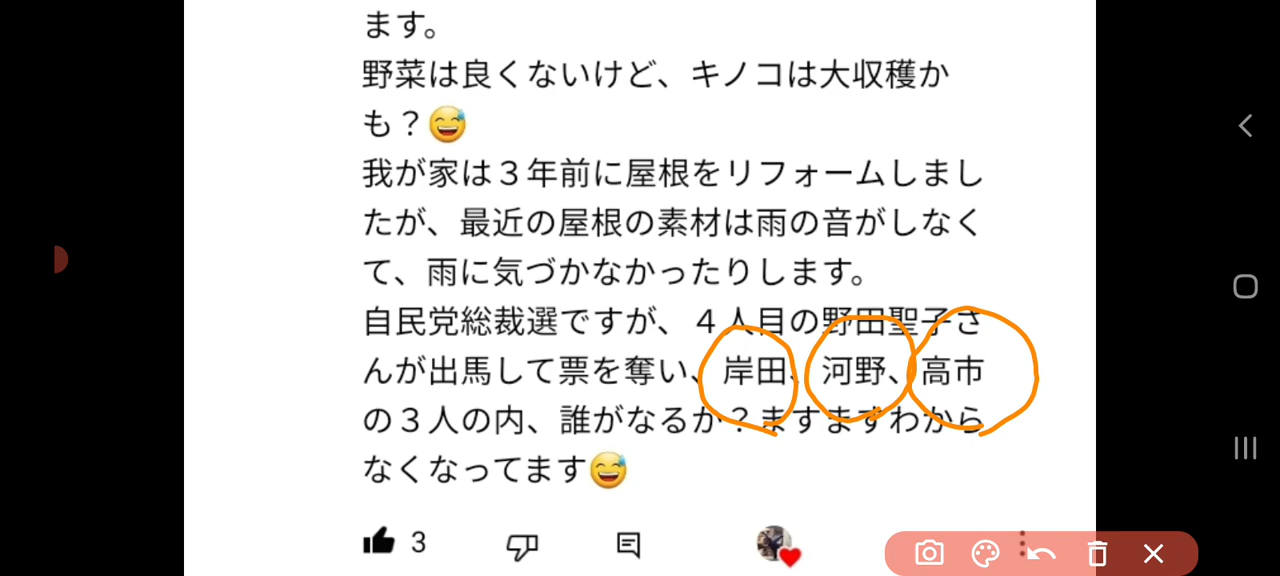 ます。
野菜は良くないけど、キノコは大収穫か
も？😅
我が家は３年前に屋根をリフォームしまし
たが、最近の屋根の素材は雨の音がしなく
て、雨に気づかなかったりします。
自民党総裁選ですが、４人目の野田聖子さ
んが出馬して票を奪い、岸田、河野、高市
の３人の内、誰がなるか？ますますわから
なくなってます😅
3